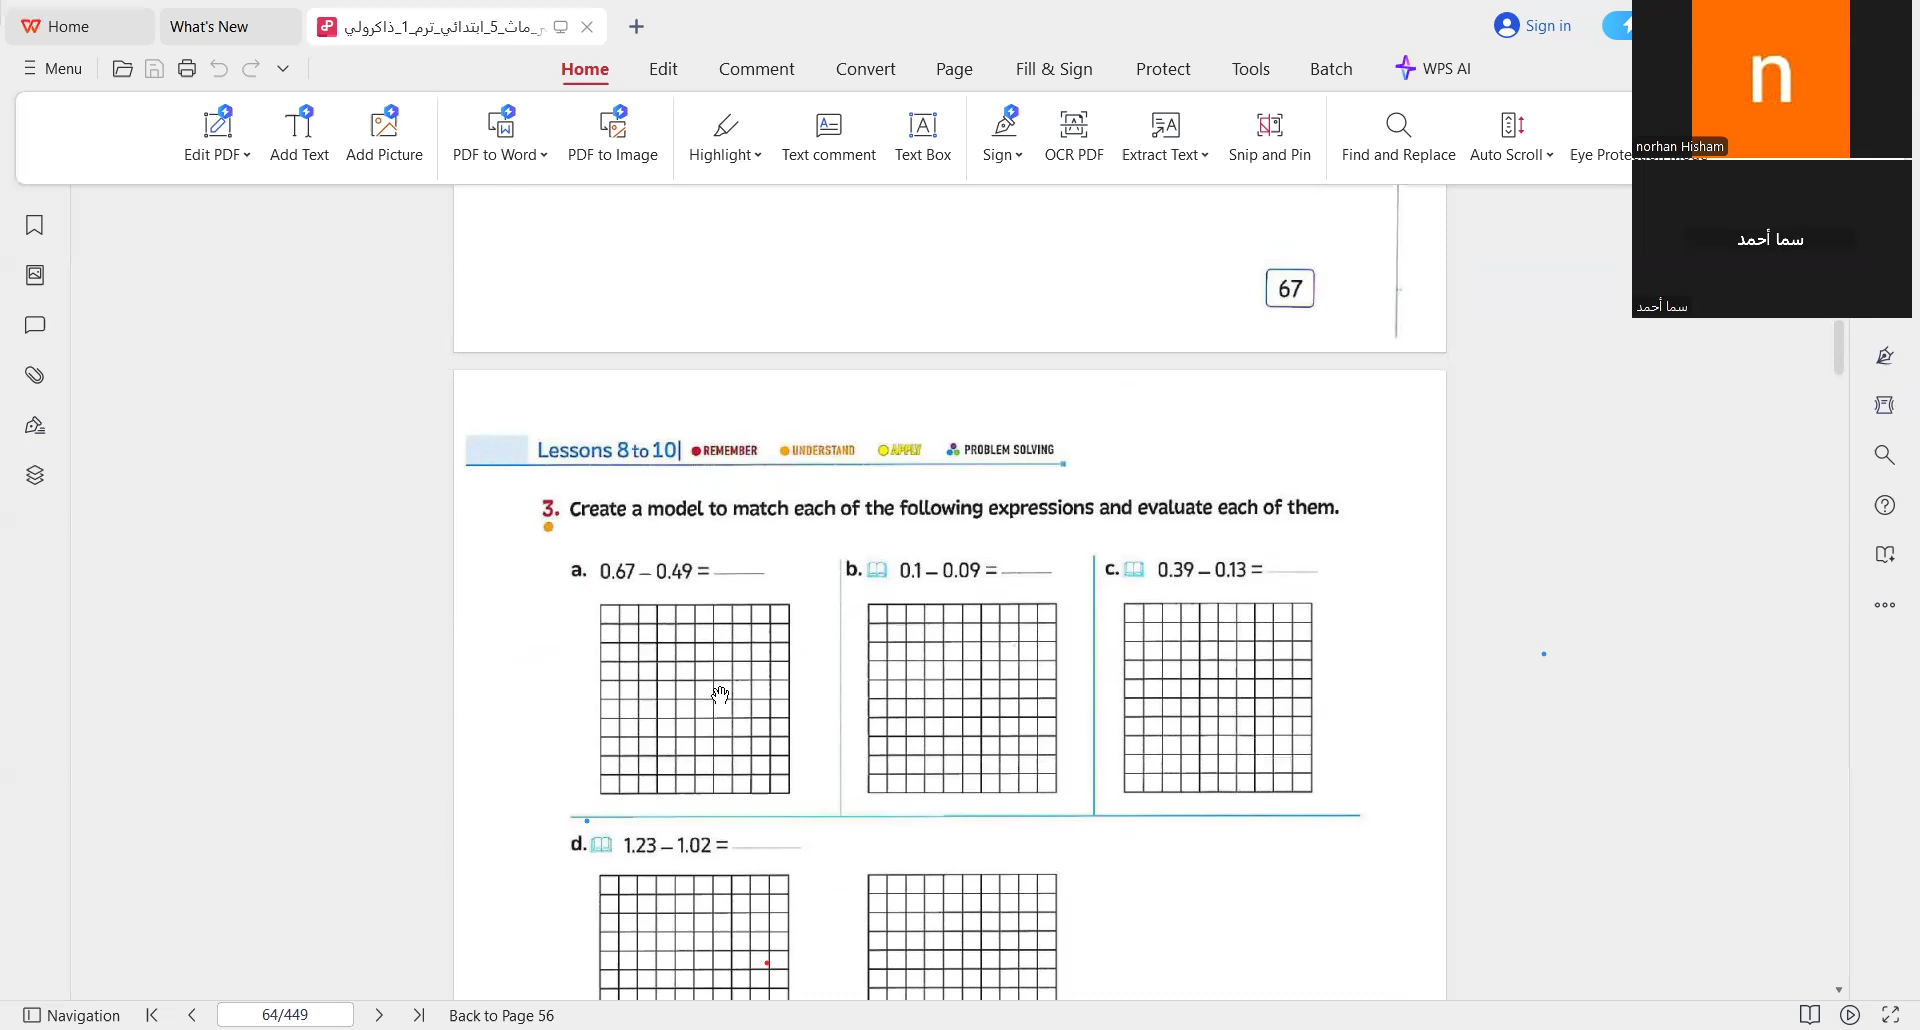 Home
What's New
ـر_ماث_5_ابتدائي_ترم_1_ذاكرولي
Sign in
Menu
Home
Edit
Comment
Convert
Page
Fill & Sign
Protect
Tools
Batch
WPS AI
Edit PDF
Add Text
Add Picture
PDF to Word
PDF to Image
Highlight
Text comment
Text Box
Sign
OCR PDF
Extract Text
Snip and Pin
Find and Replace
Auto Scroll
n
norhan Hisham
سما أحمد
سما أحمد
67
Lessons 8 to 10
REMEMBER
UNDERSTAND
APPLY
PROBLEM SOLVING
3. Create a model to match each of the following expressions and evaluate each of them.
a. 0.67 – 0.49 =
b. 0.1 – 0.09 =
c. 0.39 – 0.13 =
d. 1.23 – 1.02 =
Navigation
64/449
Back to Page 56